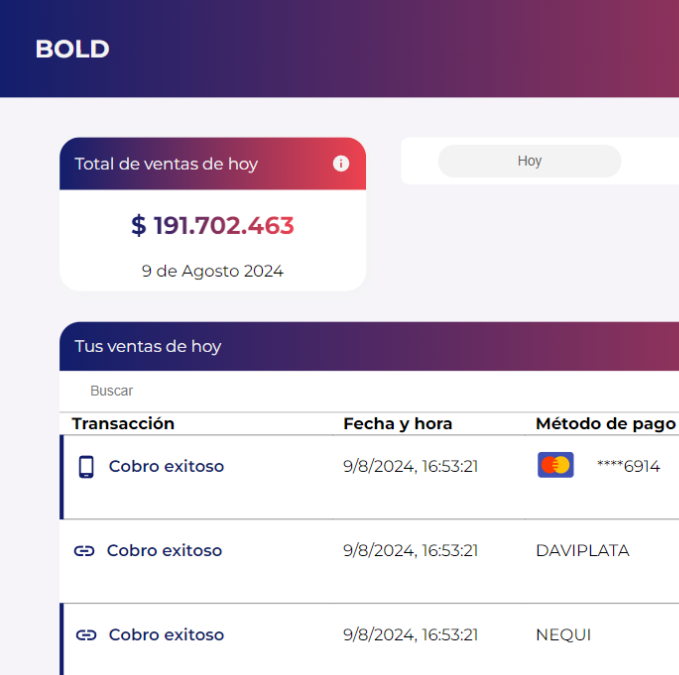 BOLD
Total de ventas de hoy
Hoy
$ 191.702.463
9 de Agosto 2024
Tus ventas de hoy
Buscar
Transacción Fecha y hora Método de pago
Cobro exitoso 9/8/2024, 16:53:21 ****6914
Cobro exitoso 9/8/2024, 16:53:21 DAVIPLATA
Cobro exitoso 9/8/2024, 16:53:21 NEQUI